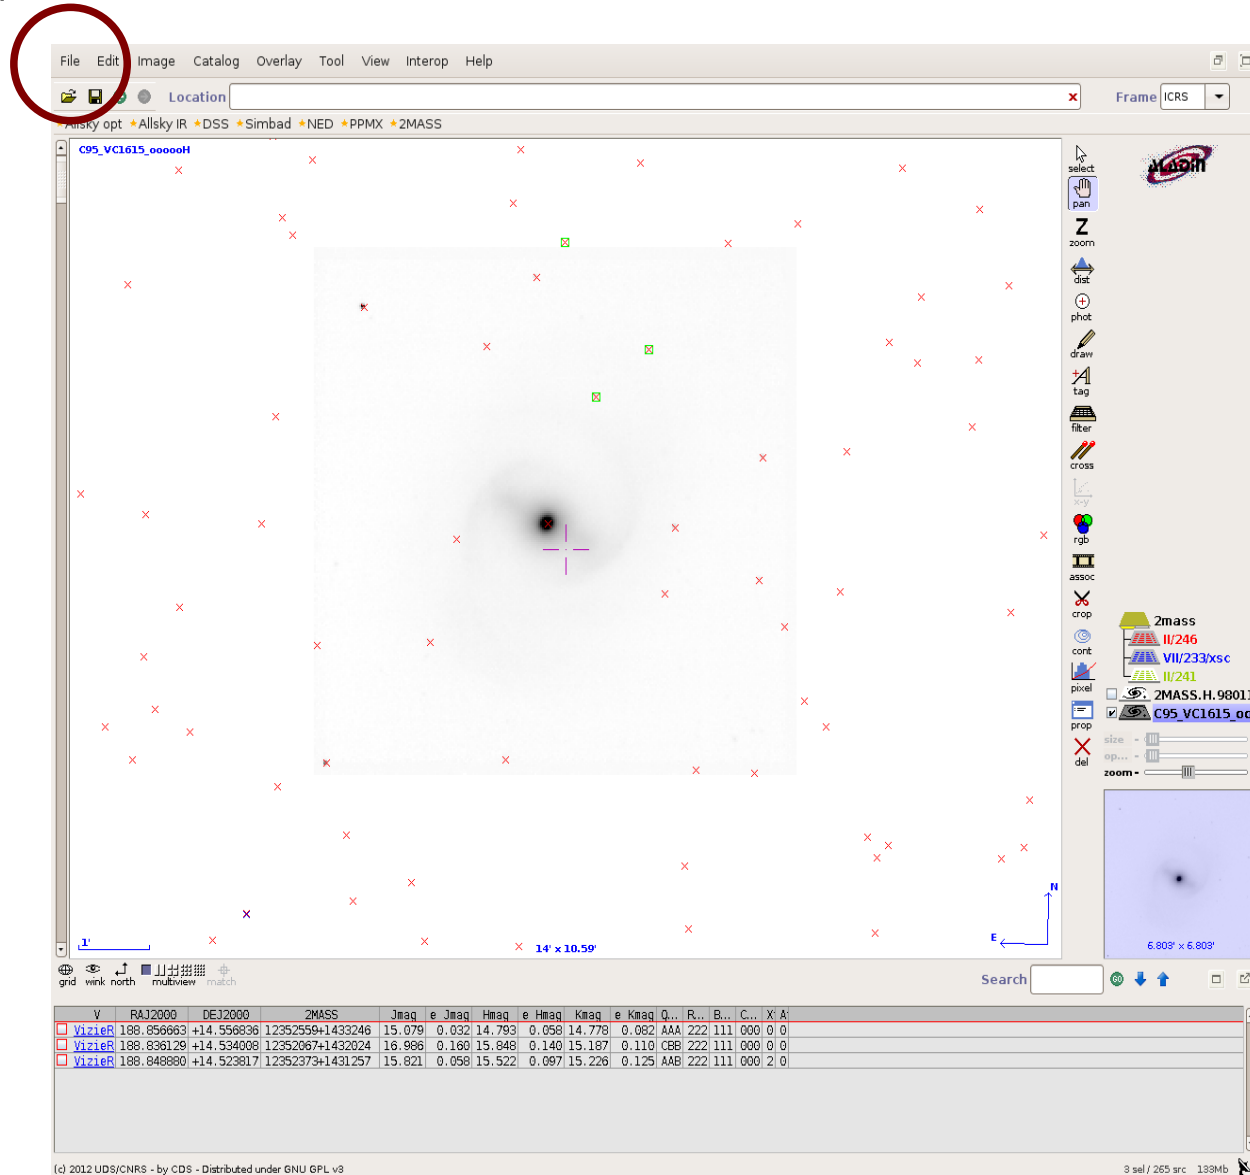 File Edit Image Catalog Overlay Tool View Interop Help
Location Frame ICRS
Allsky opt Allsky IR DSS Simbad NED PPMX 2MASS
C95_VC1615_oooooH
ALADIN
select
pan
Z
zoom
dist
phot
draw
tag
filter
cross
x-y
rgb
assoc
crop
cont
pixel
prop
del
2mass
II/246
VII/233/xsc
II/241
2MASS.H.98011
C95_VC1615_oc
size -
op... -
zoom -
N
E
1'
14' x 10.59'
6.803' x 6.803'
grid wink north multiview match
Search GO
V RAJ2000 DEJ2000 2MASS Jmag e_Jmag Hmag e_Hmag Kmag e_Kmag Q... R... B... C... X A
VizieR 188.856663 +14.556836 12352559+1433246 15.079 0.032 14.793 0.058 14.778 0.082 AAA 222 111 000 0 0
VizieR 188.836129 +14.534008 12352067+1432024 16.986 0.160 15.848 0.140 15.187 0.110 CBB 222 111 000 0 0
VizieR 188.848880 +14.523817 12352373+1431257 15.821 0.058 15.522 0.097 15.226 0.125 AAB 222 111 000 2 0
(c) 2012 UDS/CNRS - by CDS - Distributed under GNU GPL v3 3 sel / 265 src 133Mb